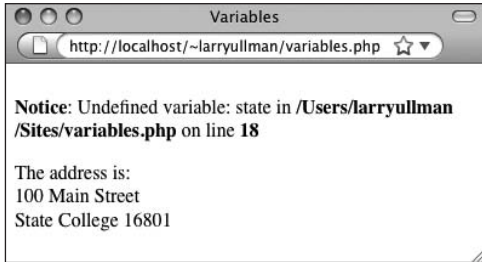 Variables
http://localhost/~larryullman/variables.php
Notice: Undefined variable: state in /Users/larryullman
/Sites/variables.php on line 18
The address is:
100 Main Street
State College 16801